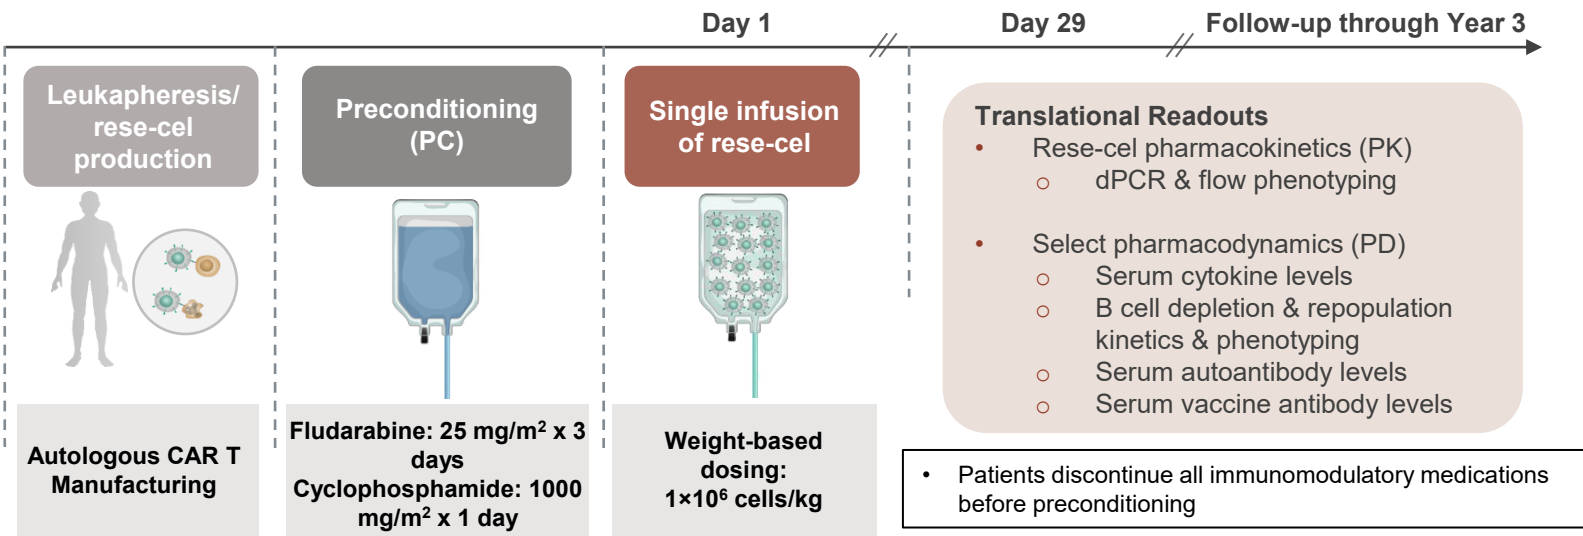 Day 1
Day 29
Follow-up through Year 3
Leukapheresis/
rese-cel
production
Preconditioning
(PC)
Single infusion
of rese-cel
Translational Readouts
• Rese-cel pharmacokinetics (PK)
o dPCR & flow phenotyping
• Select pharmacodynamics (PD)
o Serum cytokine levels
o B cell depletion & repopulation
kinetics & phenotyping
o Serum autoantibody levels
o Serum vaccine antibody levels
Autologous CAR T
Manufacturing
Fludarabine: 25 mg/m² x 3
days
Cyclophosphamide: 1000
mg/m² x 1 day
Weight-based
dosing:
1×10⁶ cells/kg
• Patients discontinue all immunomodulatory medications
before preconditioning